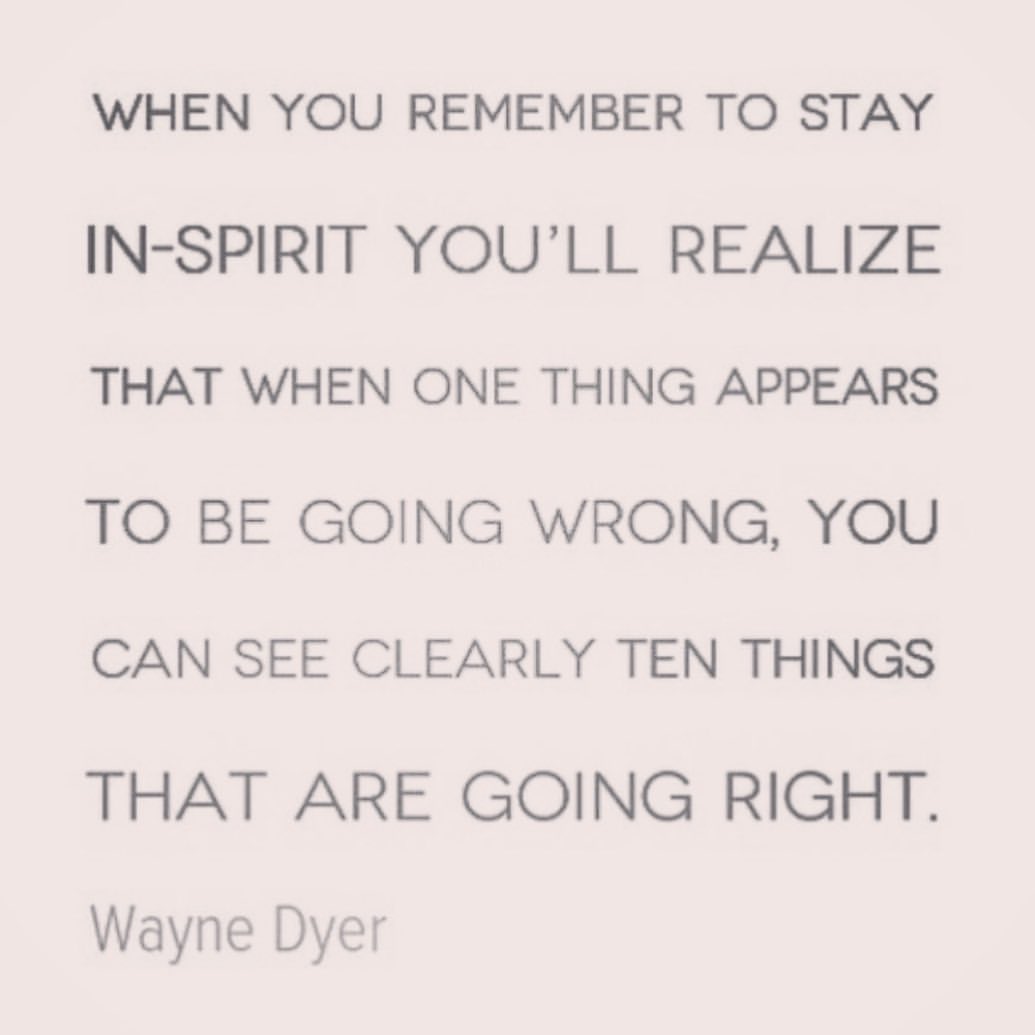 WHEN YOU REMEMBER TO STAY
IN-SPIRIT YOU'LL REALIZE
THAT WHEN ONE THING APPEARS
TO BE GOING WRONG, YOU
CAN SEE CLEARLY TEN THINGS
THAT ARE GOING RIGHT.
Wayne Dyer